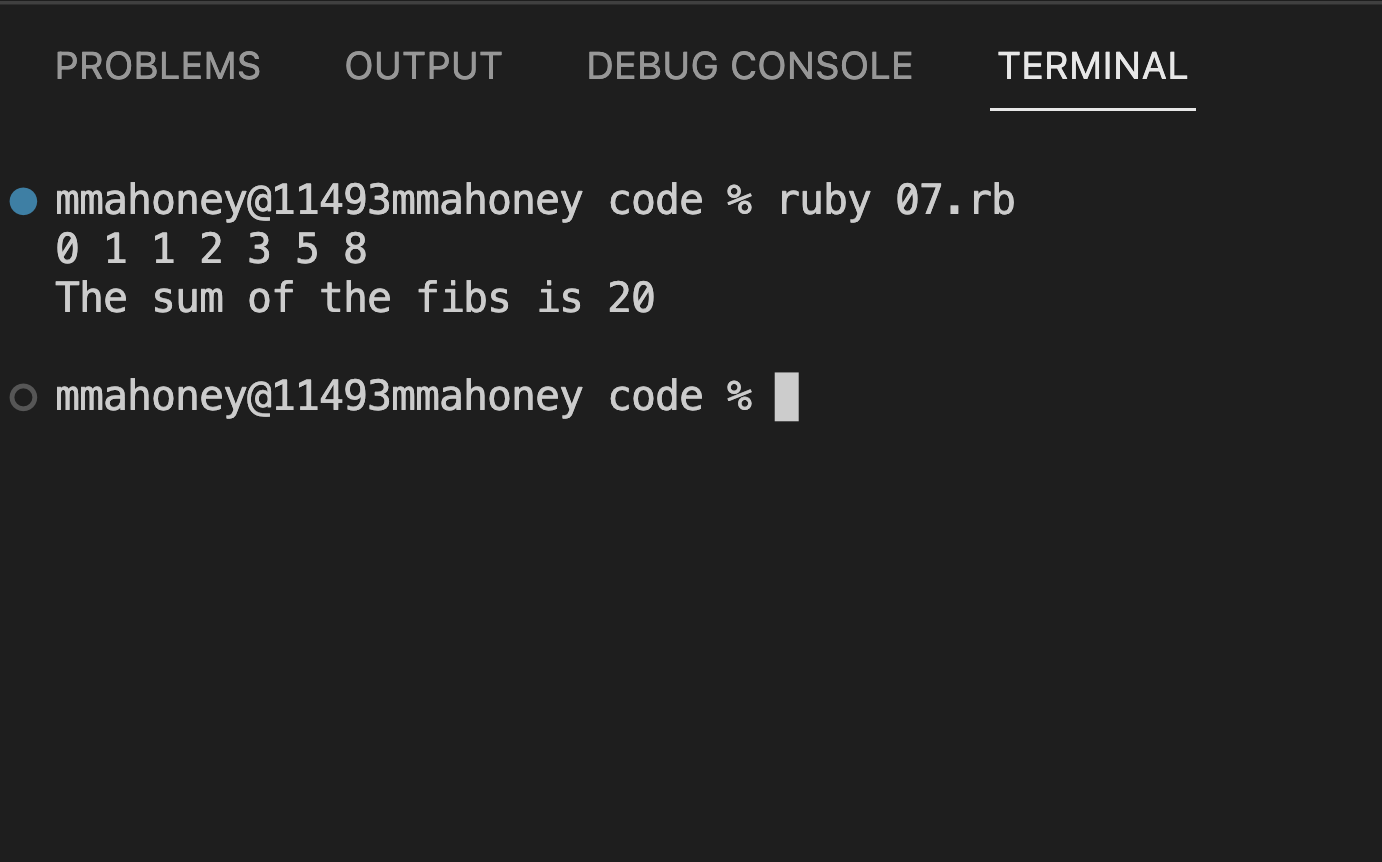 PROBLEMS OUTPUT DEBUG CONSOLE TERMINAL
mmahoney@11493mmahoney code % ruby 07.rb
0 1 1 2 3 5 8
The sum of the fibs is 20
mmahoney@11493mmahoney code %